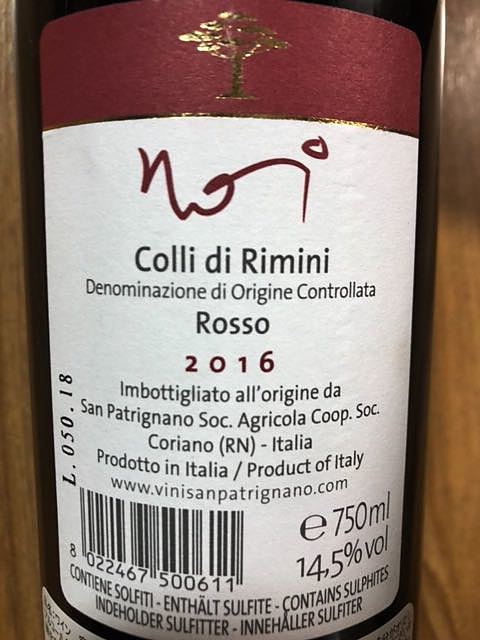 Noi
Colli di Rimini
Denominazione di Origine Controllata
Rosso
2016
Imbottigliato all'origine da
San Patrignano Soc. Agricola Coop. Soc.
Coriano (RN) - Italia
Prodotto in Italia / Product of Italy
www.vinisanpatrignano.com
L.050.18
8 022467 500611
e 750ml
14,5% vol
CONTIENE SOLFITI - ENTHÄLT SULFITE - CONTAINS SULPHITES
INDEHOLDER SULFITTER - INNEHÅLLER SULFITER